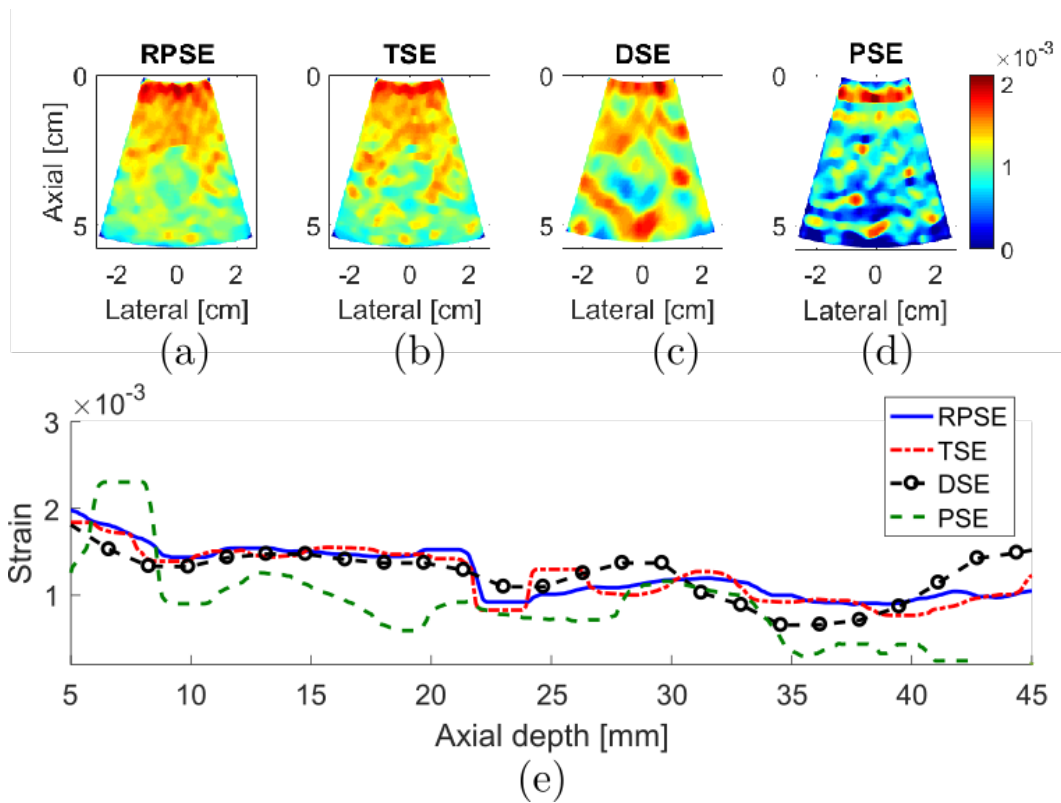 RPSE TSE DSE PSE
×10⁻³
0 0 0 0 2
Axial [cm]
1
5 5 5 5
0
-2 0 2 -2 0 2 -2 0 2 -2 0 2
Lateral [cm] Lateral [cm] Lateral [cm] Lateral [cm]
(a) (b) (c) (d)
×10⁻³
3
RPSE
TSE
DSE
PSE
2
Strain
1
5 10 15 20 25 30 35 40 45
Axial depth [mm]
(e)